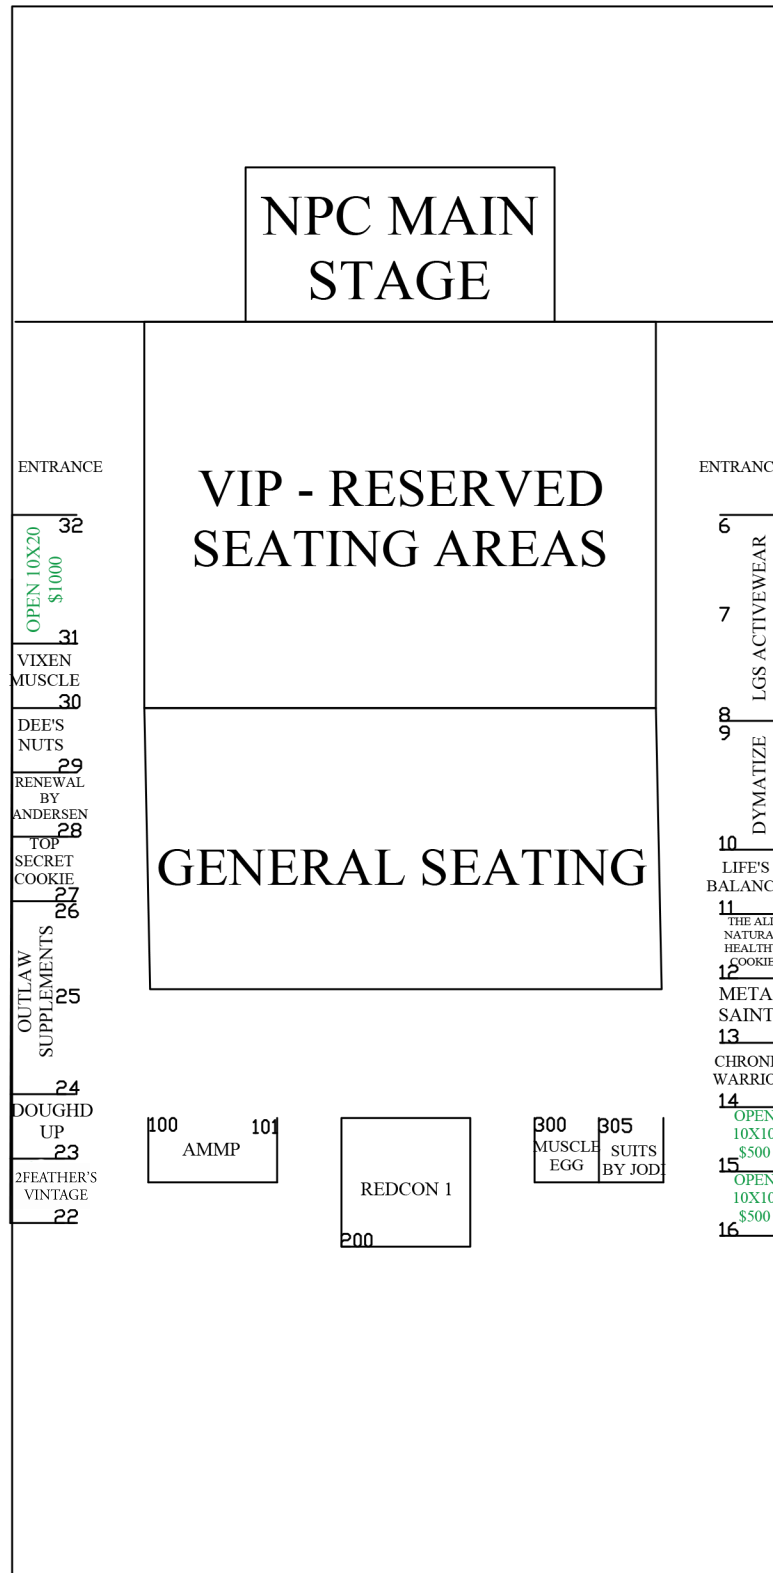 NPC MAIN
STAGE
VIP - RESERVED
SEATING AREAS
GENERAL SEATING
ENTRANCE
32
OPEN 10X20
$1000
31
VIXEN
MUSCLE
30
DEE'S
NUTS
29
RENEWAL
BY
ANDERSEN
28
TOP
SECRET
COOKIE
27
26
OUTLAW
SUPPLEMENTS
25
24
DOUGHD
UP
23
2FEATHER'S
VINTAGE
22
100
101
AMMP
REDCON 1
200
300
MUSCLE
EGG
305
SUITS
BY JODI
ENTRANC
6
7
LGS ACTIVEWEAR
8
9
DYMATIZE
10
LIFE'S
BALANC
11
THE ALL
NATURA
HEALTHY
COOKIE
12
META
SAINT
13
CHRONI
WARRIO
14
OPEN
10X10
$500
15
OPEN
10X10
$500
16